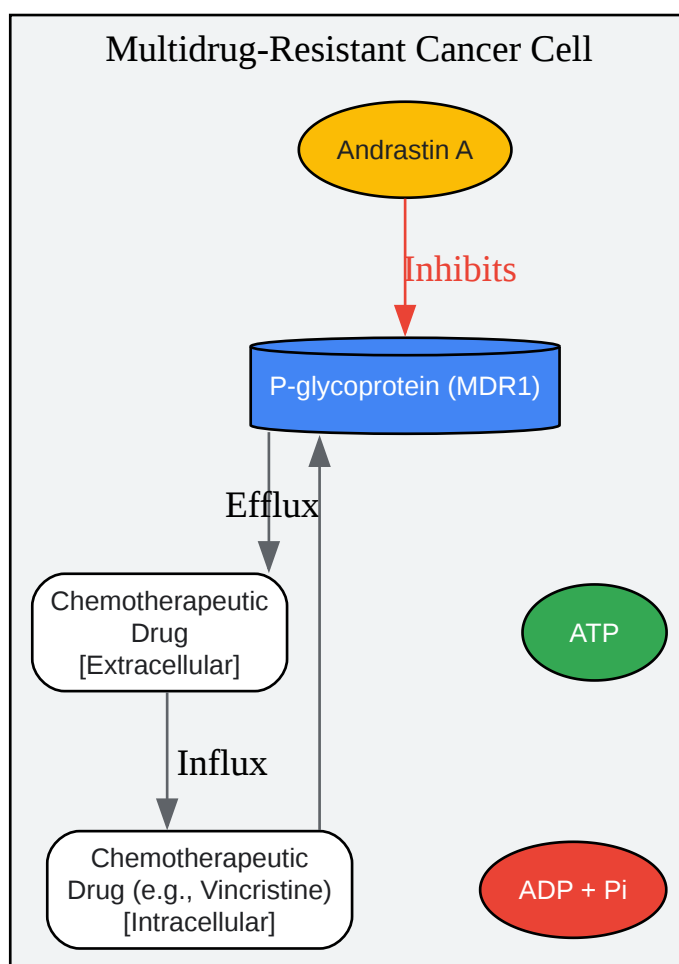 Multidrug-Resistant Cancer Cell
Andrastin A
Inhibits
P-glycoprotein (MDR1)
Efflux
Chemotherapeutic
Drug
[Extracellular]
ATP
Influx
Chemotherapeutic
Drug (e.g., Vincristine)
[Intracellular]
ADP + Pi